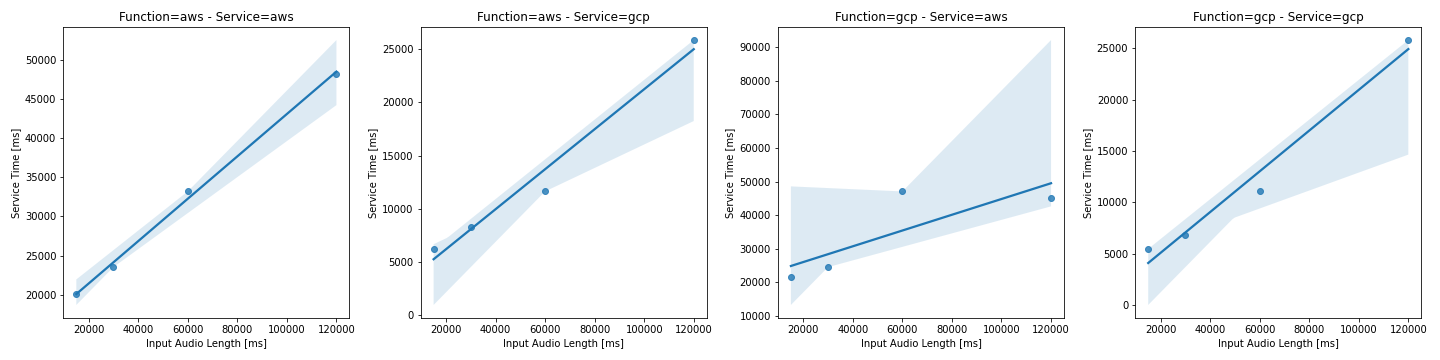 Function=aws - Service=aws
Service Time [ms]
50000
45000
40000
35000
30000
25000
20000
20000 40000 60000 80000 100000 120000
Input Audio Length [ms]
Function=aws - Service=gcp
Service Time [ms]
25000
20000
15000
10000
5000
0
20000 40000 60000 80000 100000 120000
Input Audio Length [ms]
Function=gcp - Service=aws
Service Time [ms]
90000
80000
70000
60000
50000
40000
30000
20000
10000
20000 40000 60000 80000 100000 120000
Input Audio Length [ms]
Function=gcp - Service=gcp
Service Time [ms]
25000
20000
15000
10000
5000
0
20000 40000 60000 80000 100000 120000
Input Audio Length [ms]